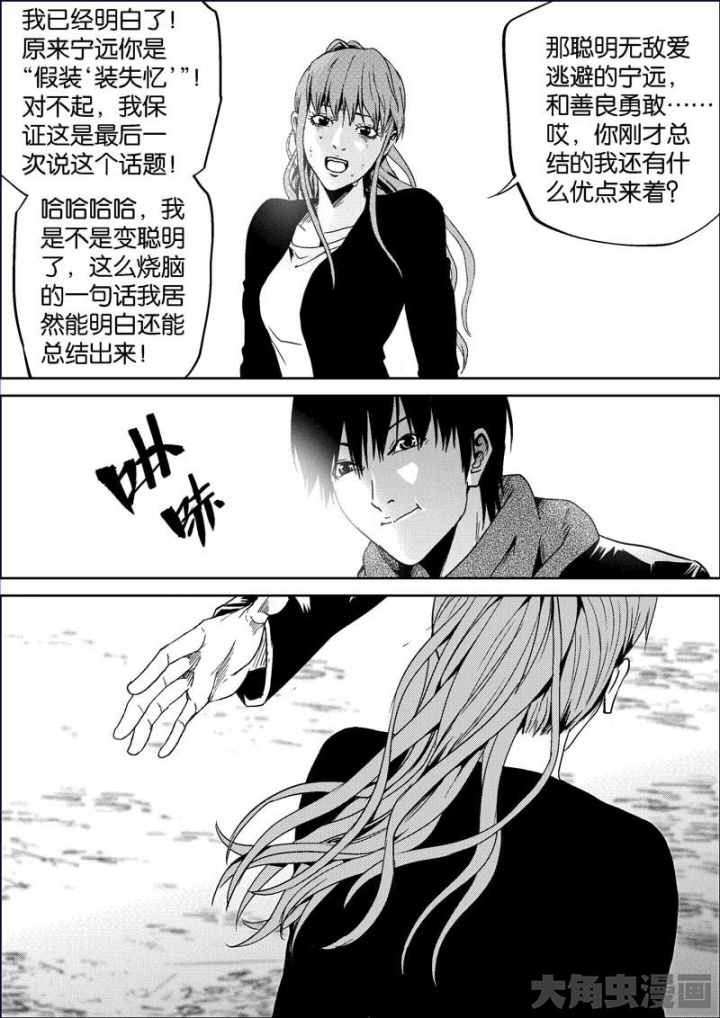 我已经明白了！
原来宁远你是
“假装‘装失忆’”！
对不起，我保
证这是最后一
次说这个话题！
哈哈哈哈，我
是不是变聪明
了，这么烧脑
的一句话我居
然能明白还能
总结出来！
那聪明无敌爱
逃避的宁远，
和善良勇敢……
哎，你刚才总
结的我还有什
么优点来着？
咔
哧
大角虫漫画